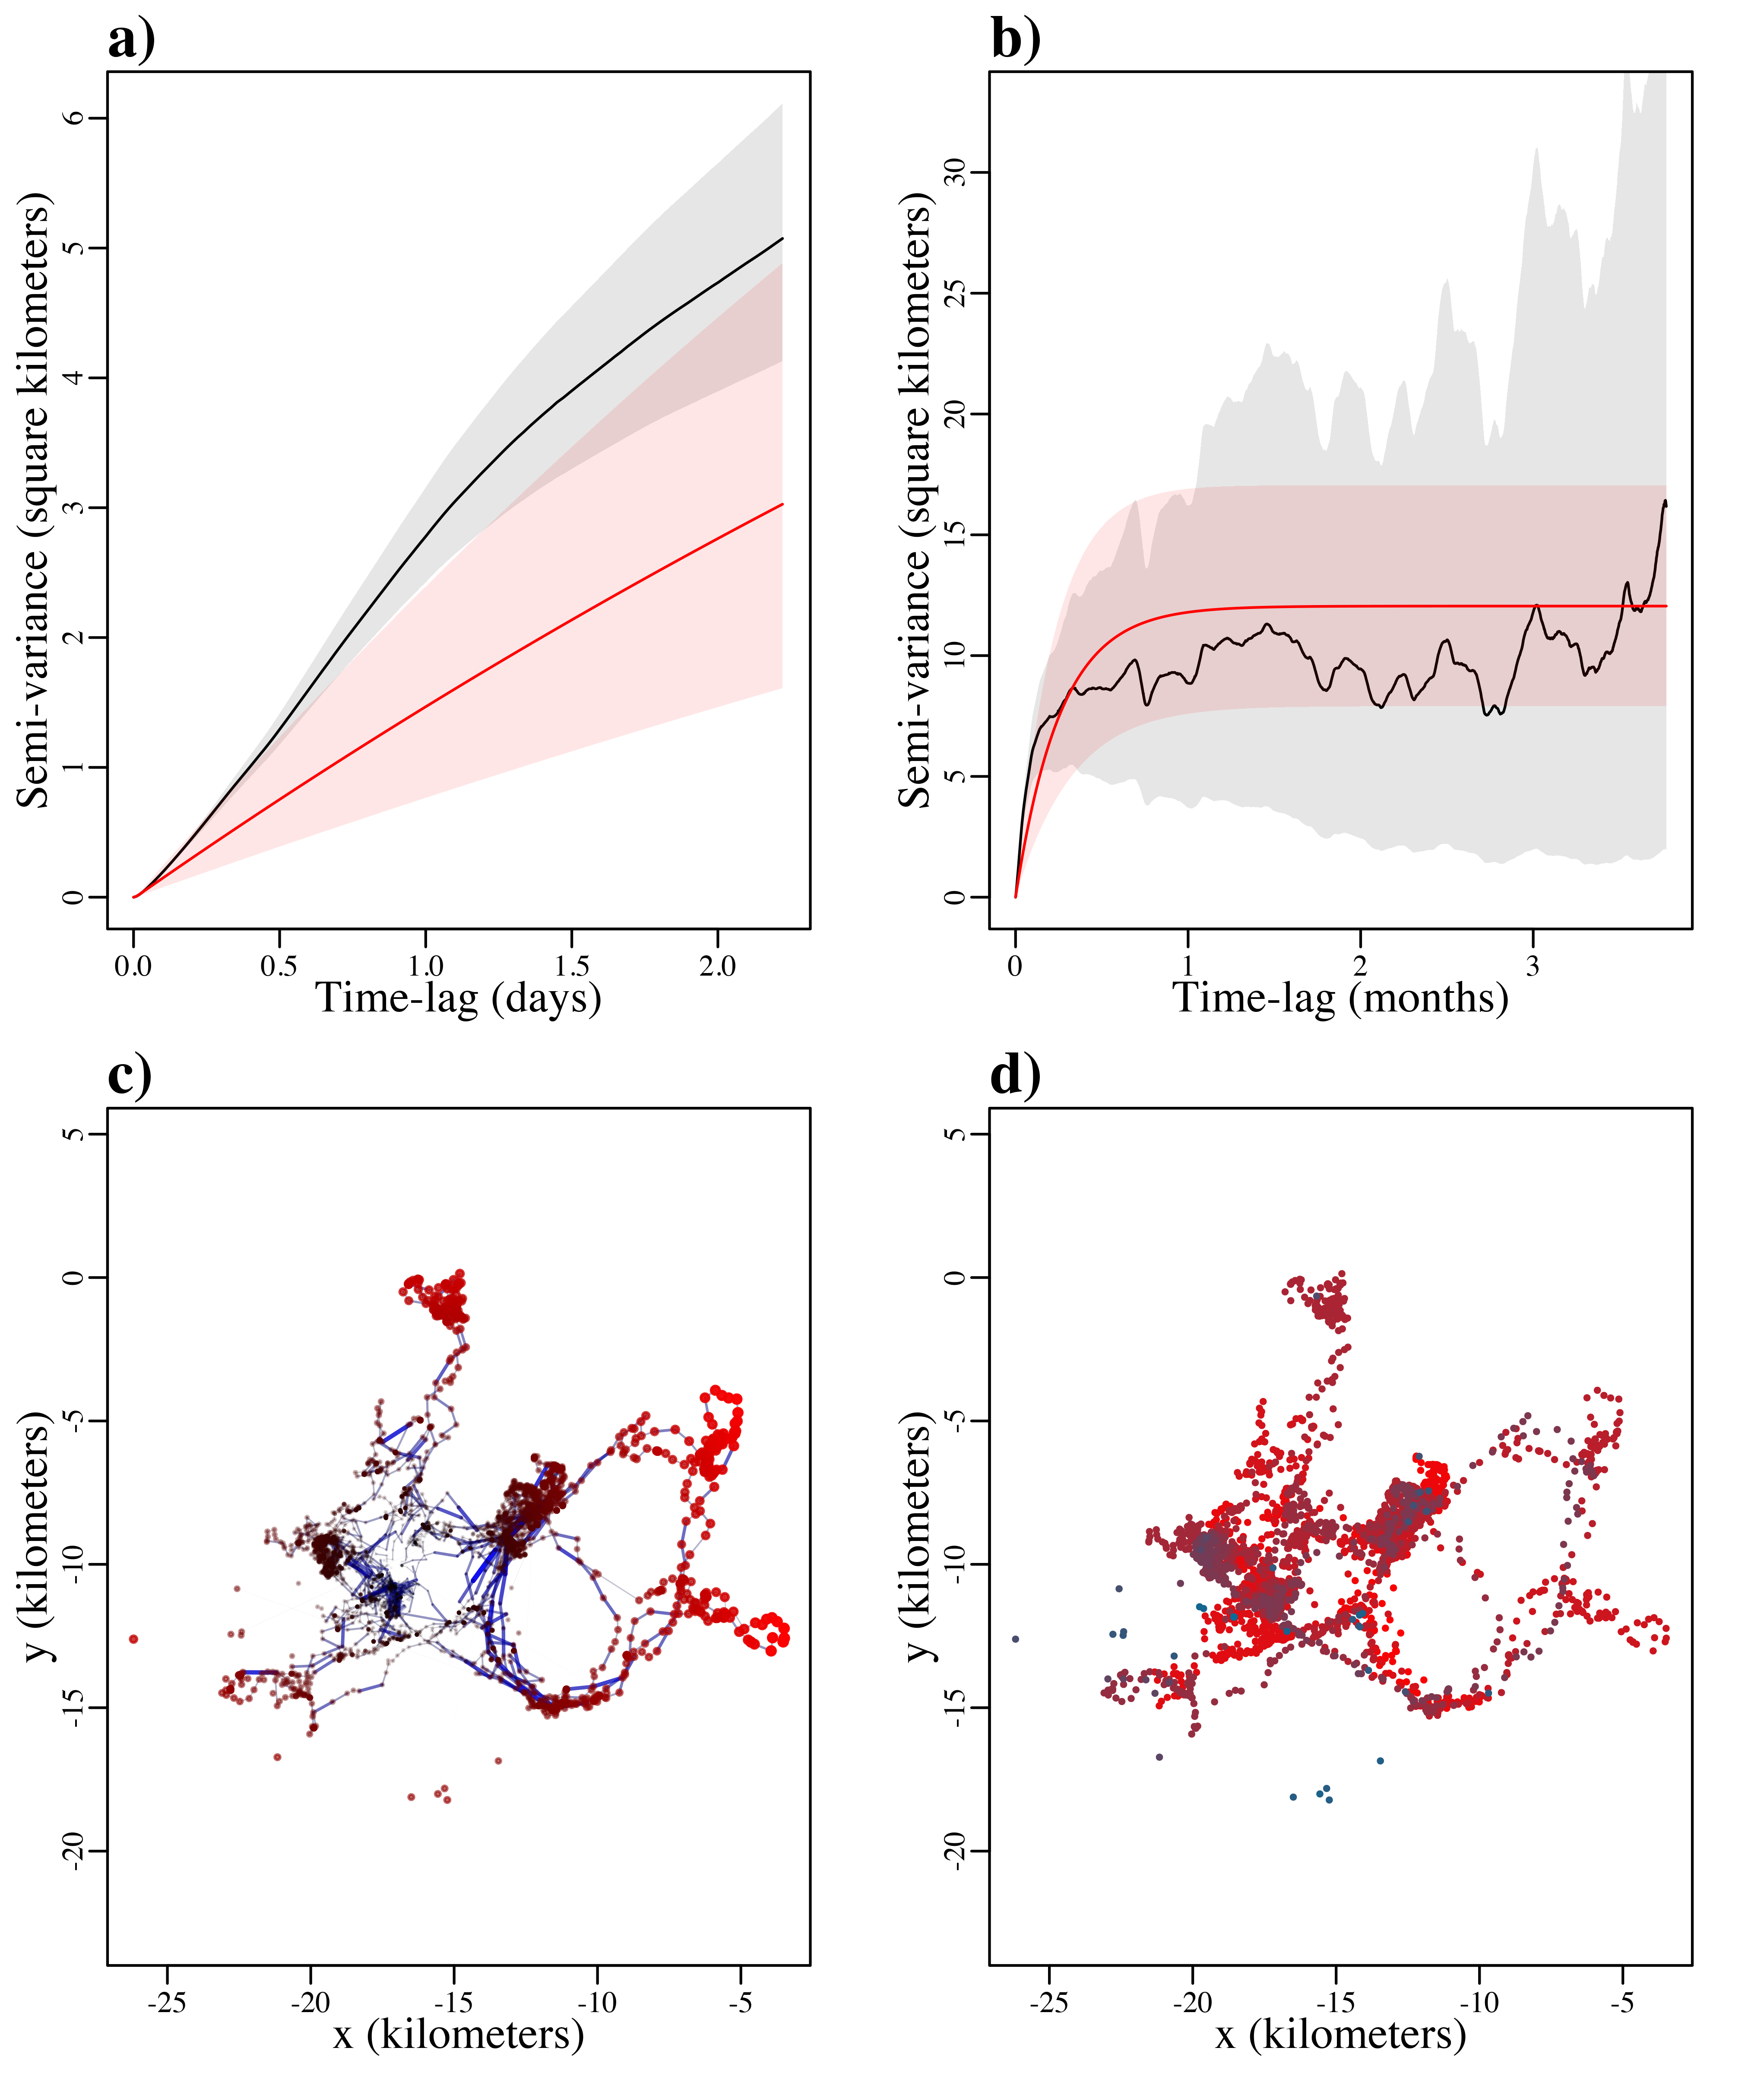 a)
6
5
4
3
2
1
0
Semi-variance (square kilometers)
0.0 0.5 1.0 1.5 2.0
Time-lag (days)
b)
30
25
20
15
10
5
0
Semi-variance (square kilometers)
0 1 2 3
Time-lag (months)
c)
5
0
-5
-10
-15
-20
y (kilometers)
-25 -20 -15 -10 -5
x (kilometers)
d)
5
0
-5
-10
-15
-20
y (kilometers)
-25 -20 -15 -10 -5
x (kilometers)